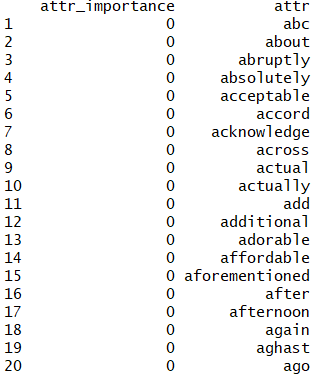 attr_importance attr
1 0 abc
2 0 about
3 0 abruptly
4 0 absolutely
5 0 acceptable
6 0 accord
7 0 acknowledge
8 0 across
9 0 actual
10 0 actually
11 0 add
12 0 additional
13 0 adorable
14 0 affordable
15 0 aforementioned
16 0 after
17 0 afternoon
18 0 again
19 0 aghast
20 0 ago